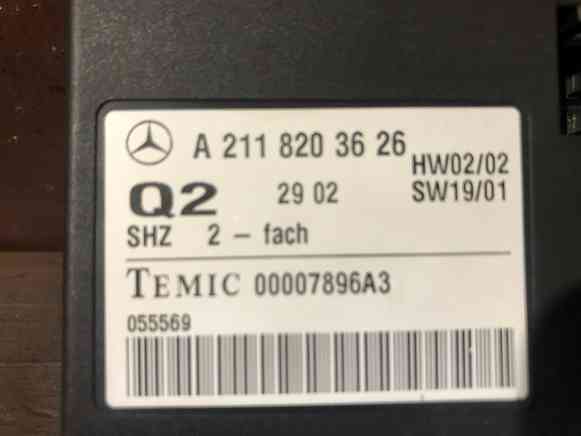 A 211 820 36 26
HW02/02
Q2 29 02 SW19/01
SHZ 2 - fach
TEMIC 00007896A3
055569